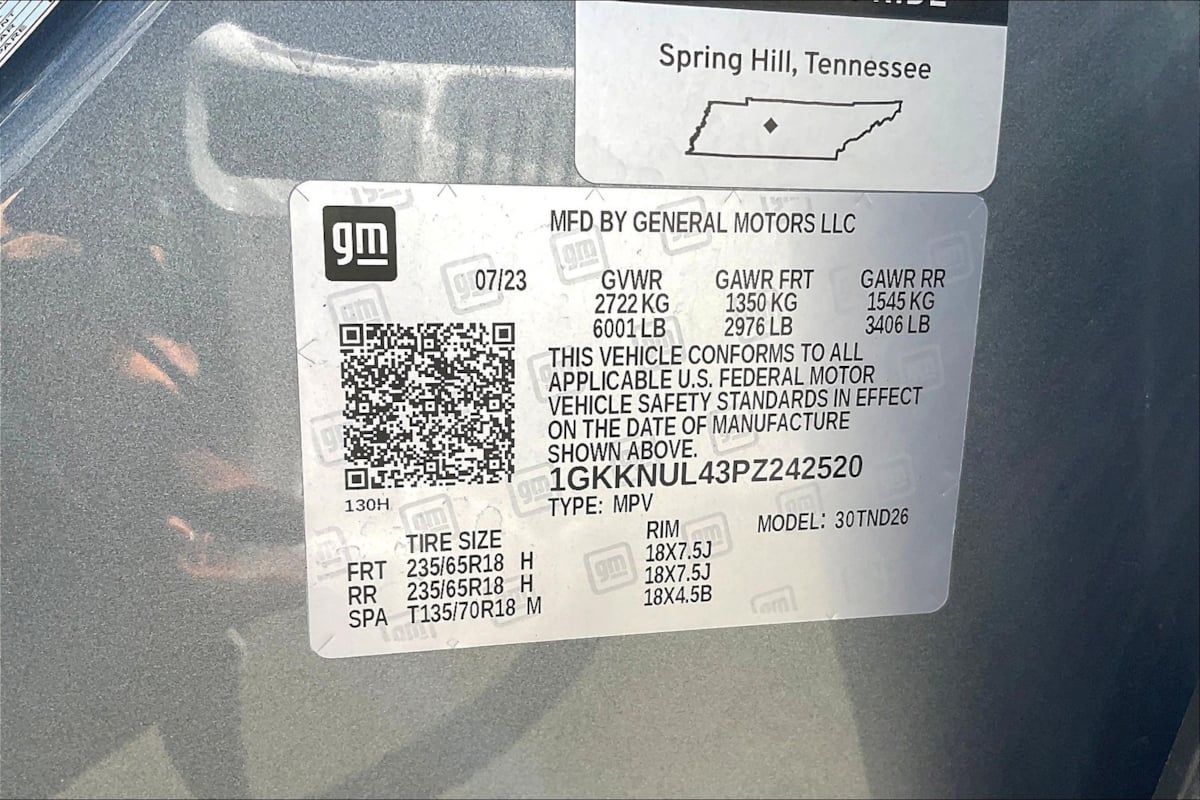 Spring Hill, Tennessee
gm
MFD BY GENERAL MOTORS LLC
07/23 GVWR GAWR FRT GAWR RR
2722 KG 1350 KG 1545 KG
6001 LB 2976 LB 3406 LB
THIS VEHICLE CONFORMS TO ALL
APPLICABLE U.S. FEDERAL MOTOR
VEHICLE SAFETY STANDARDS IN EFFECT
ON THE DATE OF MANUFACTURE
SHOWN ABOVE.
1GKKNUL43PZ242520
130H
TYPE: MPV
MODEL: 30TND26
TIRE SIZE RIM
FRT 235/65R18 H 18X7.5J
RR 235/65R18 H 18X7.5J
SPA T135/70R18 M 18X4.5B